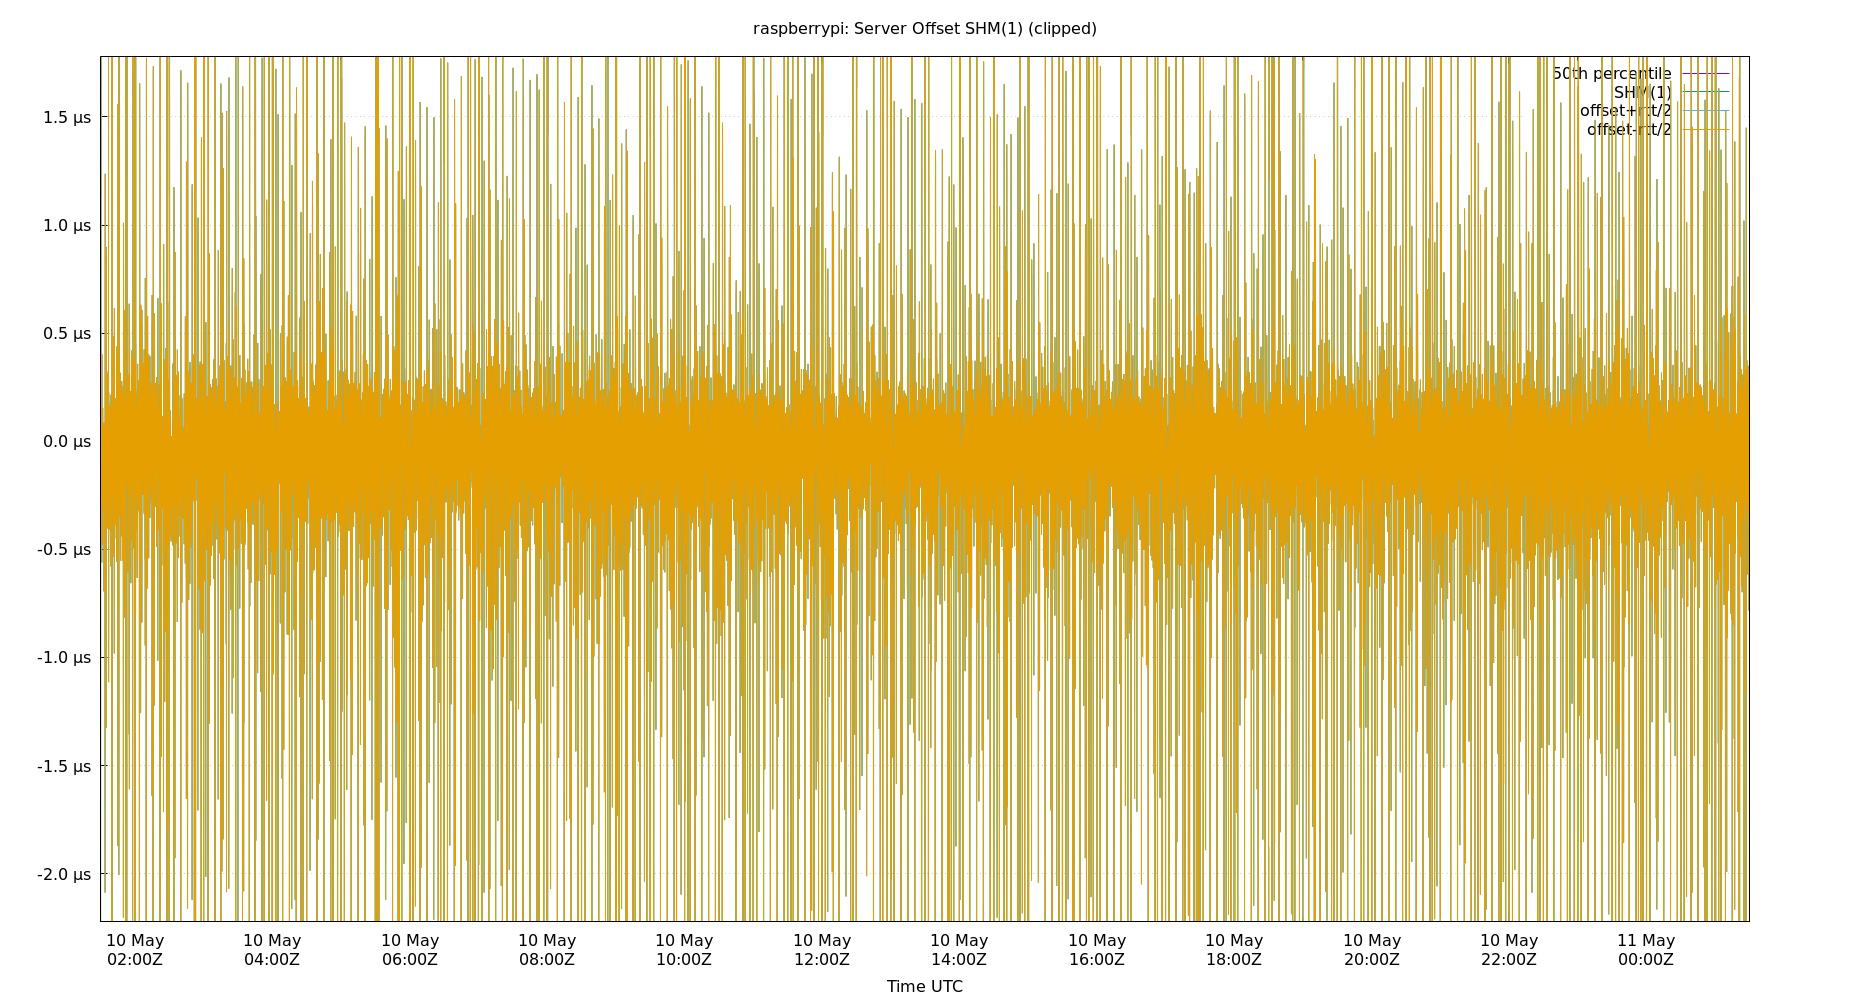 raspberrypi: Server Offset SHM(1) (clipped)
50th percentile
SHM(1)
offset+rtt/2
offset-rtt/2
1.5 µs
1.0 µs
0.5 µs
0.0 µs
-0.5 µs
-1.0 µs
-1.5 µs
-2.0 µs
10 May 10 May 10 May 10 May 10 May 10 May 10 May 10 May 10 May 10 May 10 May 11 May
02:00Z 04:00Z 06:00Z 08:00Z 10:00Z 12:00Z 14:00Z 16:00Z 18:00Z 20:00Z 22:00Z 00:00Z
Time UTC